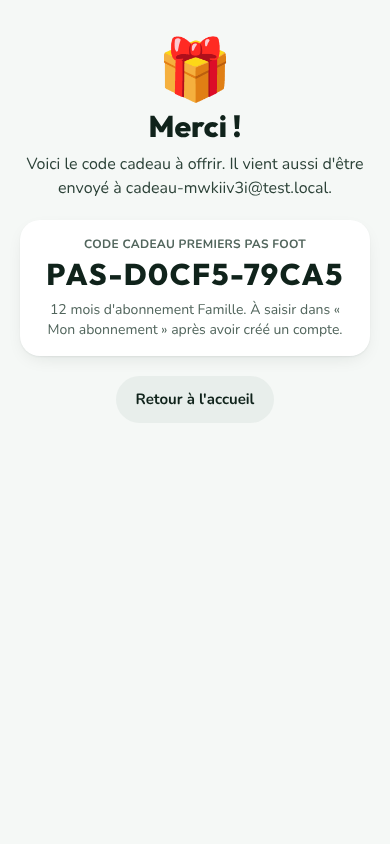 Merci !
Voici le code cadeau à offrir. Il vient aussi d'être
envoyé à cadeau-mwkiiv3i@test.local.
CODE CADEAU PREMIERS PAS FOOT
PAS-D0CF5-79CA5
12 mois d'abonnement Famille. À saisir dans «
Mon abonnement » après avoir créé un compte.
Retour à l'accueil